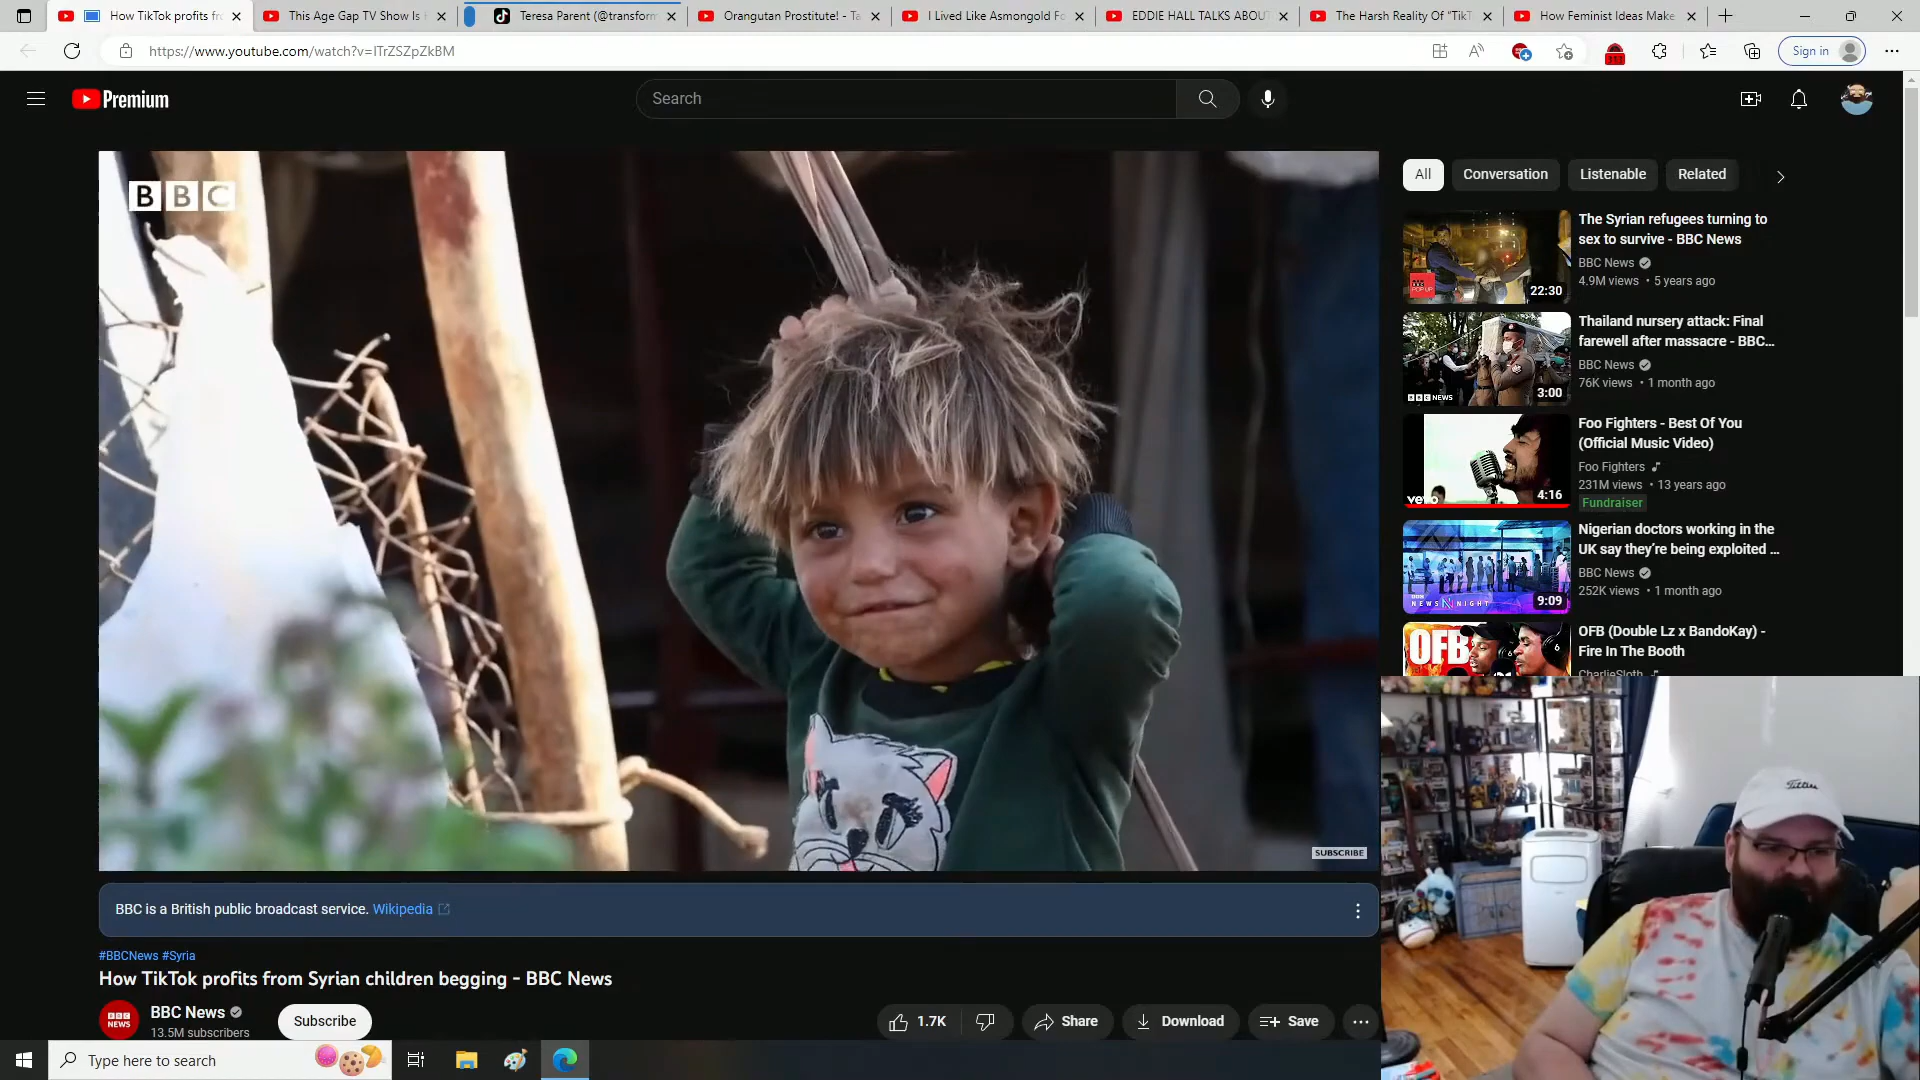 How TikTok profits fr
This Age Gap TV Show Is
Teresa Parent (@transform
Orangutan Prostitute! - Ta
I Lived Like Asmongold Fo
EDDIE HALL TALKS ABOUT
The Harsh Reality Of "TikT
How Feminist Ideas Make
https://www.youtube.com/watch?v=ITrZSZpZkBM
Sign in
Premium
Search
BBC
SUBSCRIBE
All
Conversation
Listenable
Related
The Syrian refugees turning to
sex to survive - BBC News
BBC News
4.9M views • 5 years ago
22:30
Thailand nursery attack: Final
farewell after massacre - BBC...
BBC News
76K views • 1 month ago
BBC NEWS
3:00
Foo Fighters - Best Of You
(Official Music Video)
Foo Fighters
231M views • 13 years ago
Fundraiser
vevo
4:16
Nigerian doctors working in the
UK say they're being exploited ...
BBC News
252K views • 1 month ago
NEWSNIGHT
9:09
OFB (Double Lz x BandoKay) -
Fire In The Booth
CharlieSloth
OFB
BBC is a British public broadcast service. Wikipedia
#BBCNews #Syria
How TikTok profits from Syrian children begging - BBC News
BBC NEWS
BBC News
13.5M subscribers
Subscribe
1.7K
Share
Download
Save
Type here to search